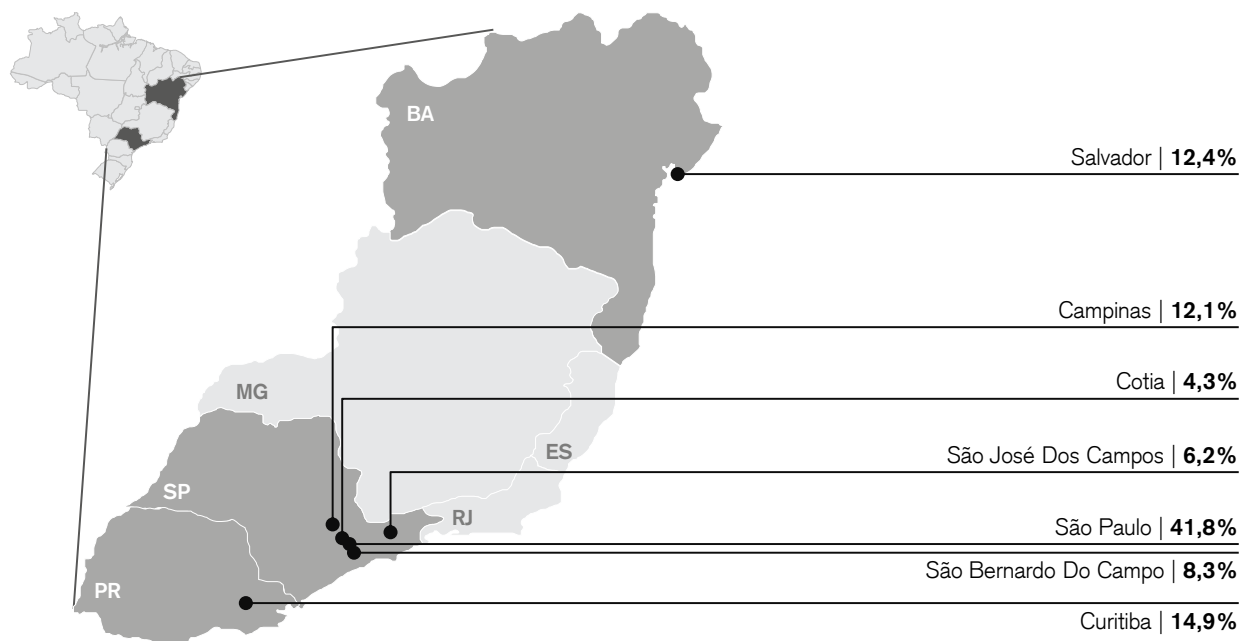 BA
Salvador | 12,4%
Campinas | 12,1%
Cotia | 4,3%
MG
ES
São José Dos Campos | 6,2%
SP
RJ
São Paulo | 41,8%
São Bernardo Do Campo | 8,3%
PR
Curitiba | 14,9%